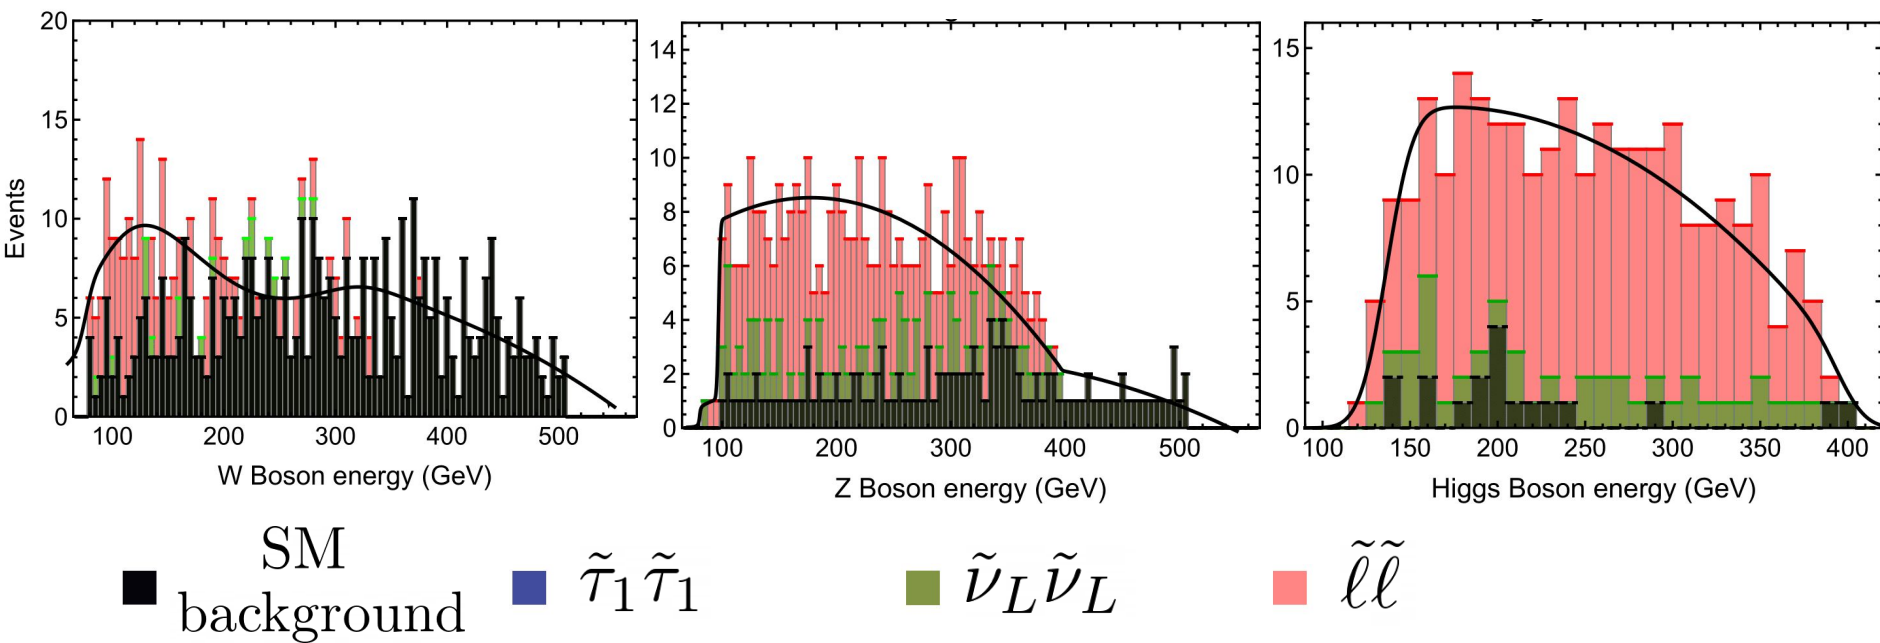 Events
20
15
10
5
0
100 200 300 400 500
W Boson energy (GeV)
14
12
10
8
6
4
2
0
100 200 300 400 500
Z Boson energy (GeV)
15
10
5
0
100 150 200 250 300 350 400
Higgs Boson energy (GeV)
SM
background
τ̃₁τ̃₁
ν̃_Lν̃_L
ℓ̃ℓ̃